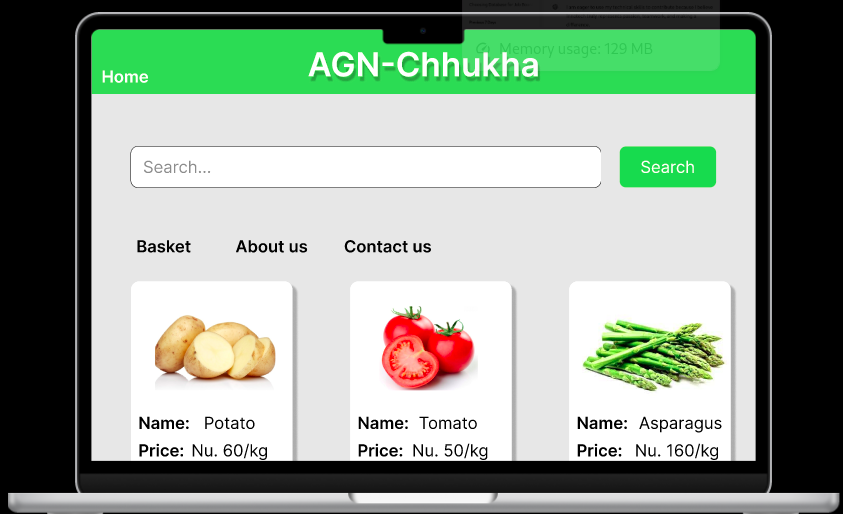 Memory usage: 129 MB
AGN-Chhukha
Home
Search...
Search
Basket About us Contact us
Name: Potato
Price: Nu. 60/kg
Name: Tomato
Price: Nu. 50/kg
Name: Asparagus
Price: Nu. 160/kg